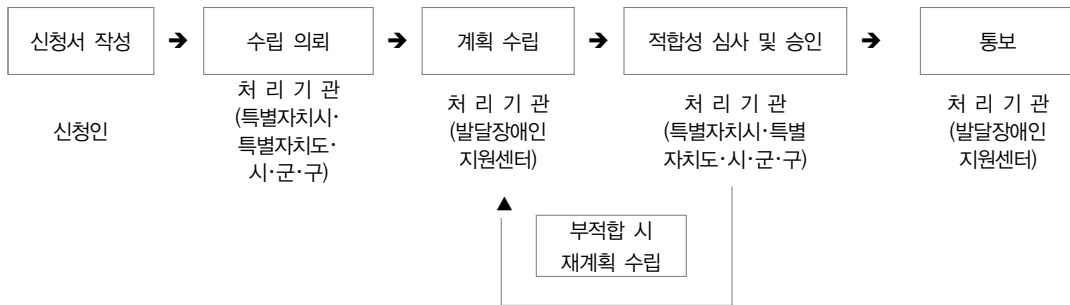 신청서 작성 ➔ 수립 의뢰 ➔ 계획 수립 ➔ 적합성 심사 및 승인 ➔ 통보
신청인
처 리 기 관
(특별자치시·
특별자치도·
시·군·구)
처 리 기 관
(발달장애인
지원센터)
처 리 기 관
(특별자치시·특별
자치도·시·군·구)
처 리 기 관
(발달장애인
지원센터)
▲
부적합 시
재계획 수립